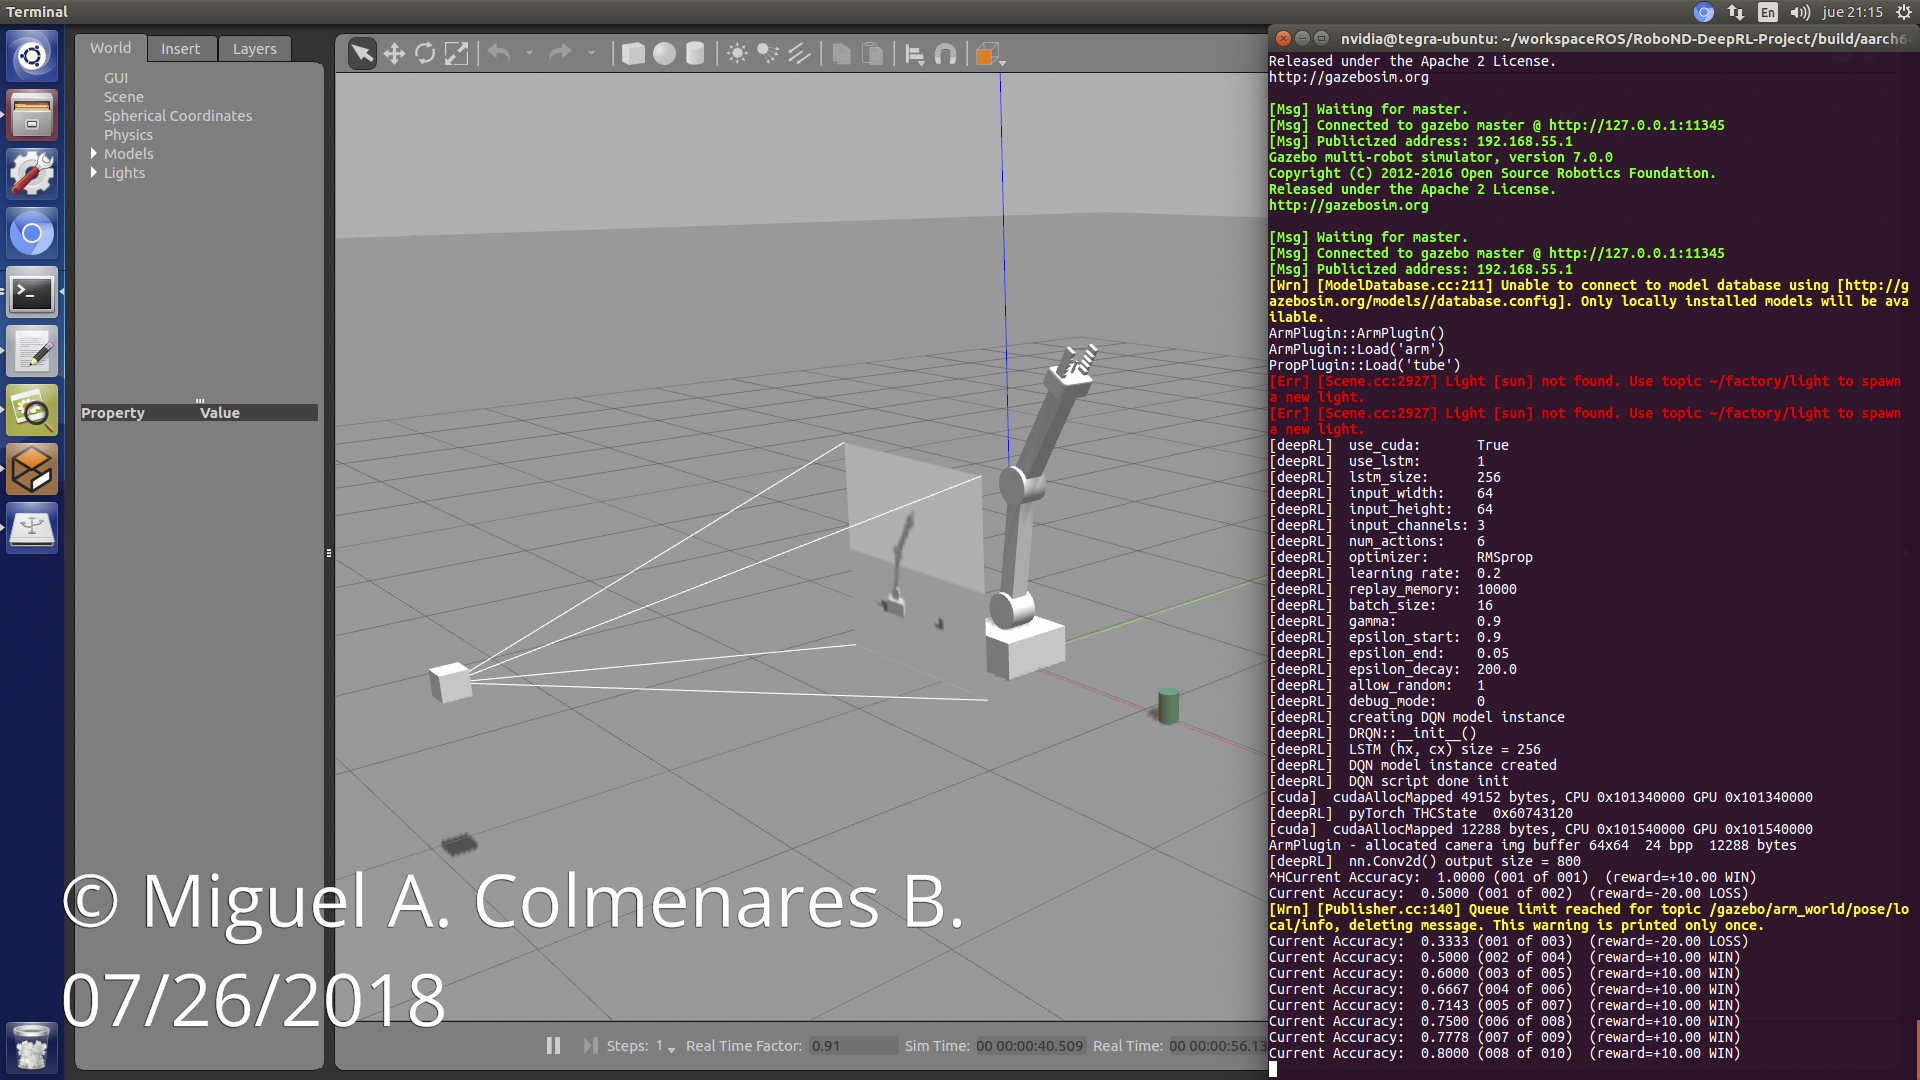 Terminal
En
jue 21:15
World
Insert
Layers
GUI
Scene
Spherical Coordinates
Physics
Models
Lights
Property Value
nvidia@tegra-ubuntu: ~/workspaceROS/RoboND-DeepRL-Project/build/aarch6
Released under the Apache 2 License.
http://gazebosim.org
[Msg] Waiting for master.
[Msg] Connected to gazebo master @ http://127.0.0.1:11345
[Msg] Publicized address: 192.168.55.1
Gazebo multi-robot simulator, version 7.0.0
Copyright (C) 2012-2016 Open Source Robotics Foundation.
Released under the Apache 2 License.
http://gazebosim.org
[Msg] Waiting for master.
[Msg] Connected to gazebo master @ http://127.0.0.1:11345
[Msg] Publicized address: 192.168.55.1
[Wrn] [ModelDatabase.cc:211] Unable to connect to model database using [http://g
azebosim.org/models//database.config]. Only locally installed models will be ava
ilable.
ArmPlugin::ArmPlugin()
ArmPlugin::Load('arm')
PropPlugin::Load('tube')
[Err] [Scene.cc:2927] Light [sun] not found. Use topic ~/factory/light to spawn
a new light.
[Err] [Scene.cc:2927] Light [sun] not found. Use topic ~/factory/light to spawn
a new light.
[deepRL] use_cuda: True
[deepRL] use_lstm: 1
[deepRL] lstm_size: 256
[deepRL] input_width: 64
[deepRL] input_height: 64
[deepRL] input_channels: 3
[deepRL] num_actions: 6
[deepRL] optimizer: RMSprop
[deepRL] learning rate: 0.2
[deepRL] replay_memory: 10000
[deepRL] batch_size: 16
[deepRL] gamma: 0.9
[deepRL] epsilon_start: 0.9
[deepRL] epsilon_end: 0.05
[deepRL] epsilon_decay: 200.0
[deepRL] allow_random: 1
[deepRL] debug_mode: 0
[deepRL] creating DQN model instance
[deepRL] DRQN::__init__()
[deepRL] LSTM (hx, cx) size = 256
[deepRL] DQN model instance created
[deepRL] DQN script done init
[cuda] cudaAllocMapped 49152 bytes, CPU 0x101340000 GPU 0x101340000
[deepRL] pyTorch THCState 0x60743120
[cuda] cudaAllocMapped 12288 bytes, CPU 0x101540000 GPU 0x101540000
ArmPlugin - allocated camera img buffer 64x64 24 bpp 12288 bytes
[deepRL] nn.Conv2d() output size = 800
^HCurrent Accuracy: 1.0000 (001 of 001) (reward=+10.00 WIN)
Current Accuracy: 0.5000 (001 of 002) (reward=-20.00 LOSS)
[Wrn] [Publisher.cc:140] Queue limit reached for topic /gazebo/arm_world/pose/lo
cal/info, deleting message. This warning is printed only once.
Current Accuracy: 0.3333 (001 of 003) (reward=-20.00 LOSS)
Current Accuracy: 0.5000 (002 of 004) (reward=+10.00 WIN)
Current Accuracy: 0.6000 (003 of 005) (reward=+10.00 WIN)
Current Accuracy: 0.6667 (004 of 006) (reward=+10.00 WIN)
Current Accuracy: 0.7143 (005 of 007) (reward=+10.00 WIN)
Current Accuracy: 0.7500 (006 of 008) (reward=+10.00 WIN)
Current Accuracy: 0.7778 (007 of 009) (reward=+10.00 WIN)
Current Accuracy: 0.8000 (008 of 010) (reward=+10.00 WIN)
© Miguel A. Colmenares B.
07/26/2018
Steps: 1 Real Time Factor: 0.91 Sim Time: 00 00:00:40.509 Real Time: 00 00:00:56.13